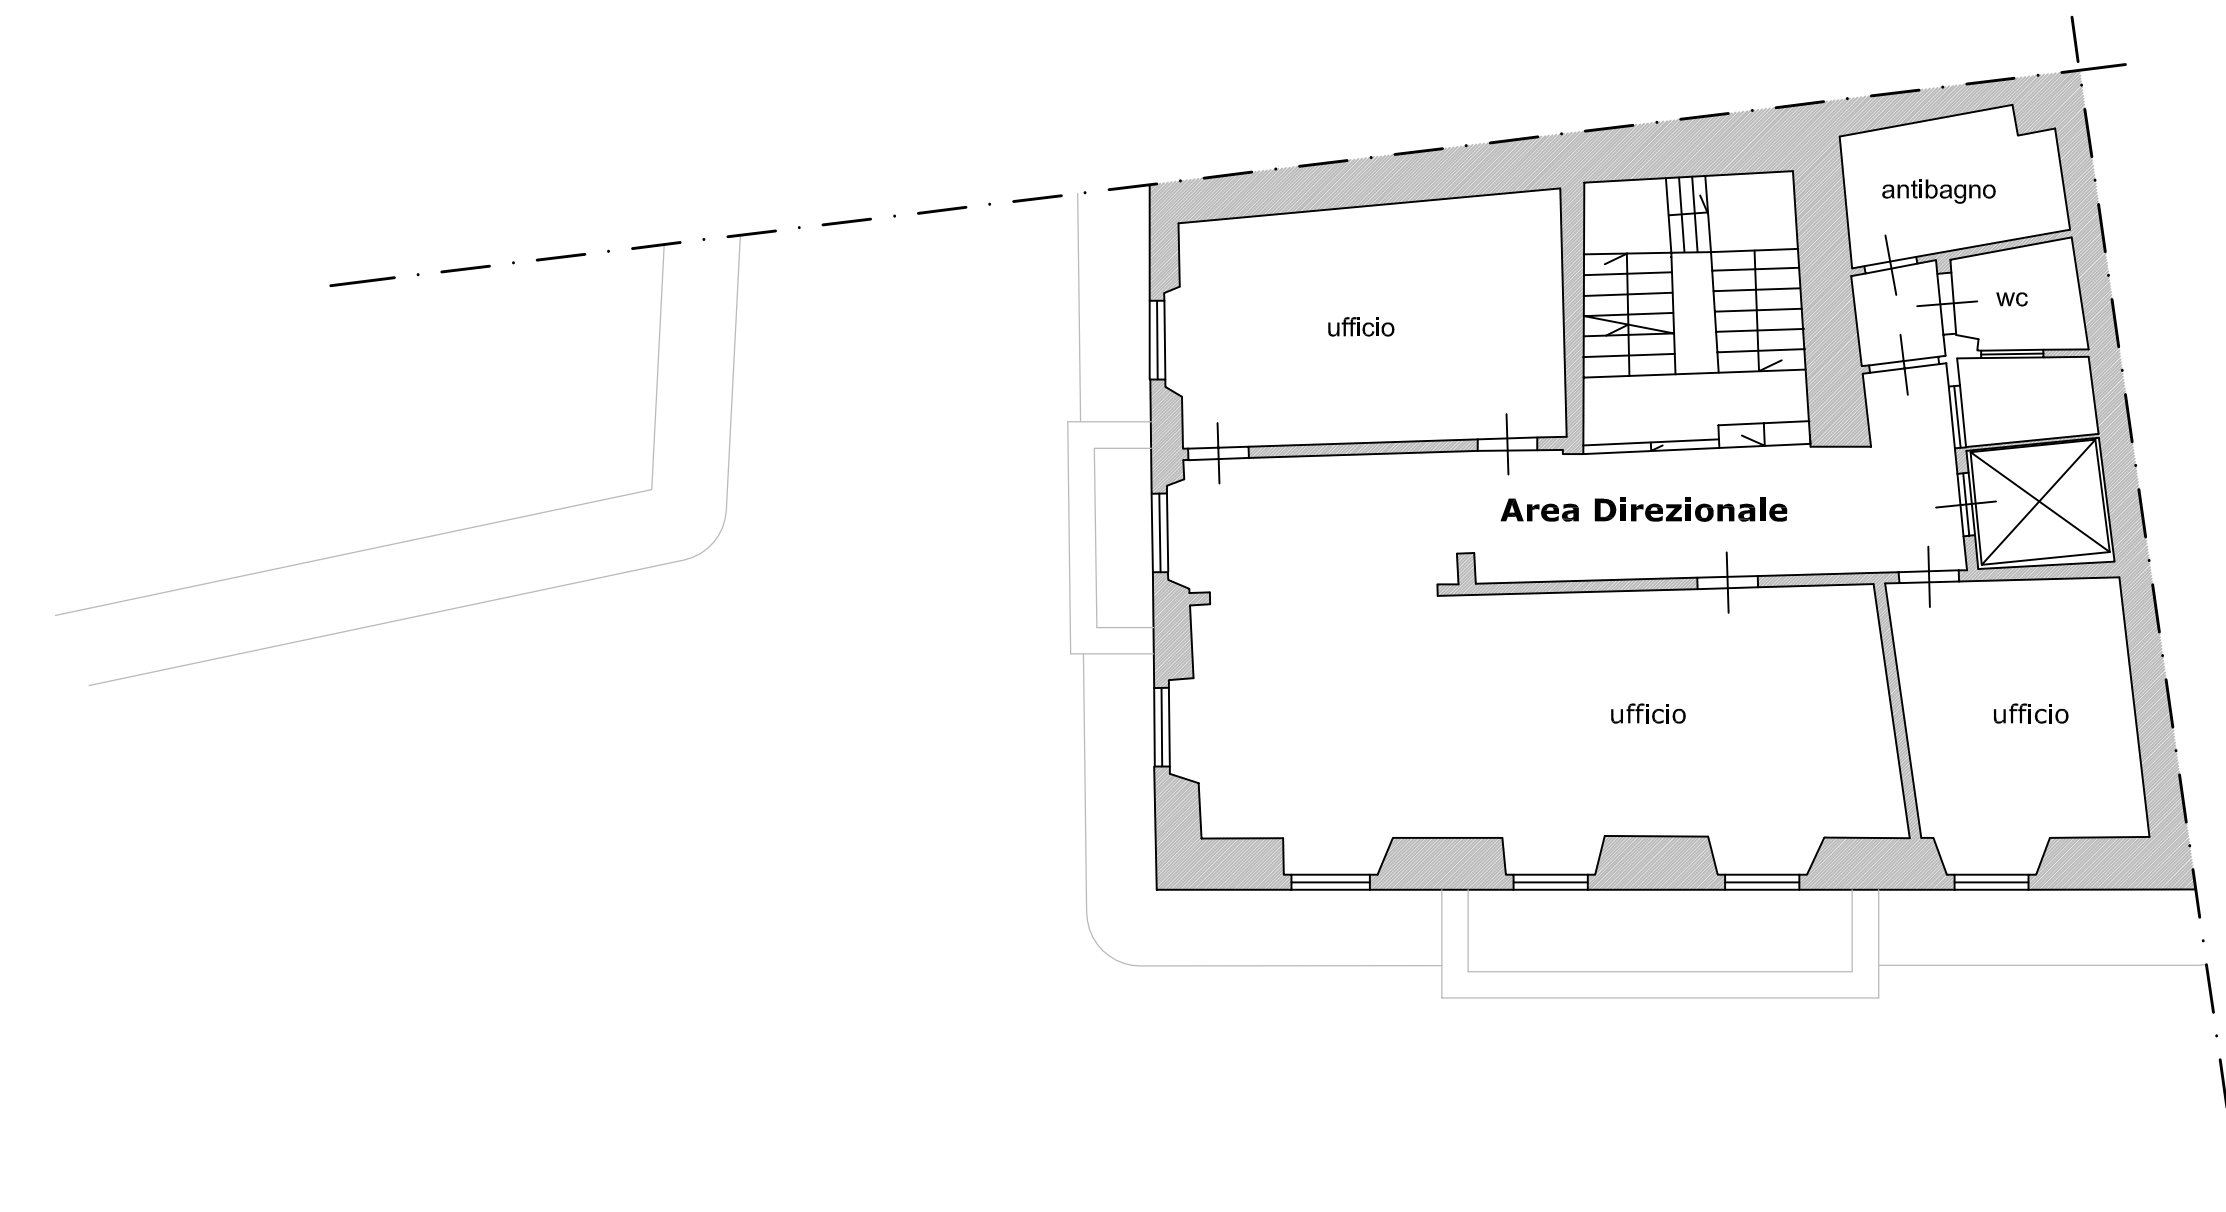 antibagno
wc
ufficio
Area Direzionale
ufficio
ufficio